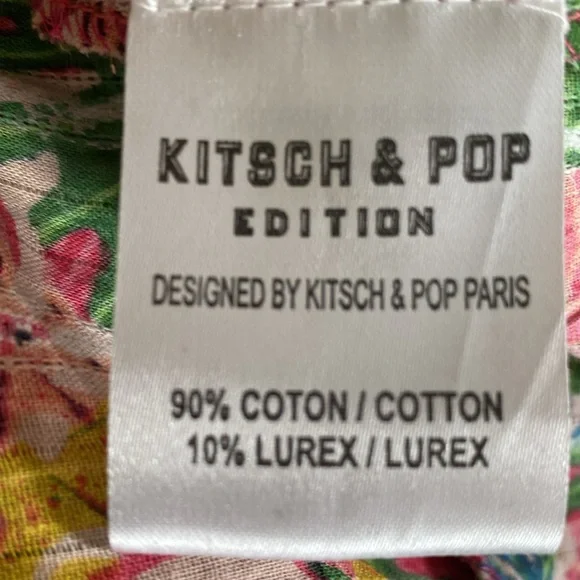 KITSCH & POP
EDITION
DESIGNED BY KITSCH & POP PARIS
90% COTON / COTTON
10% LUREX / LUREX